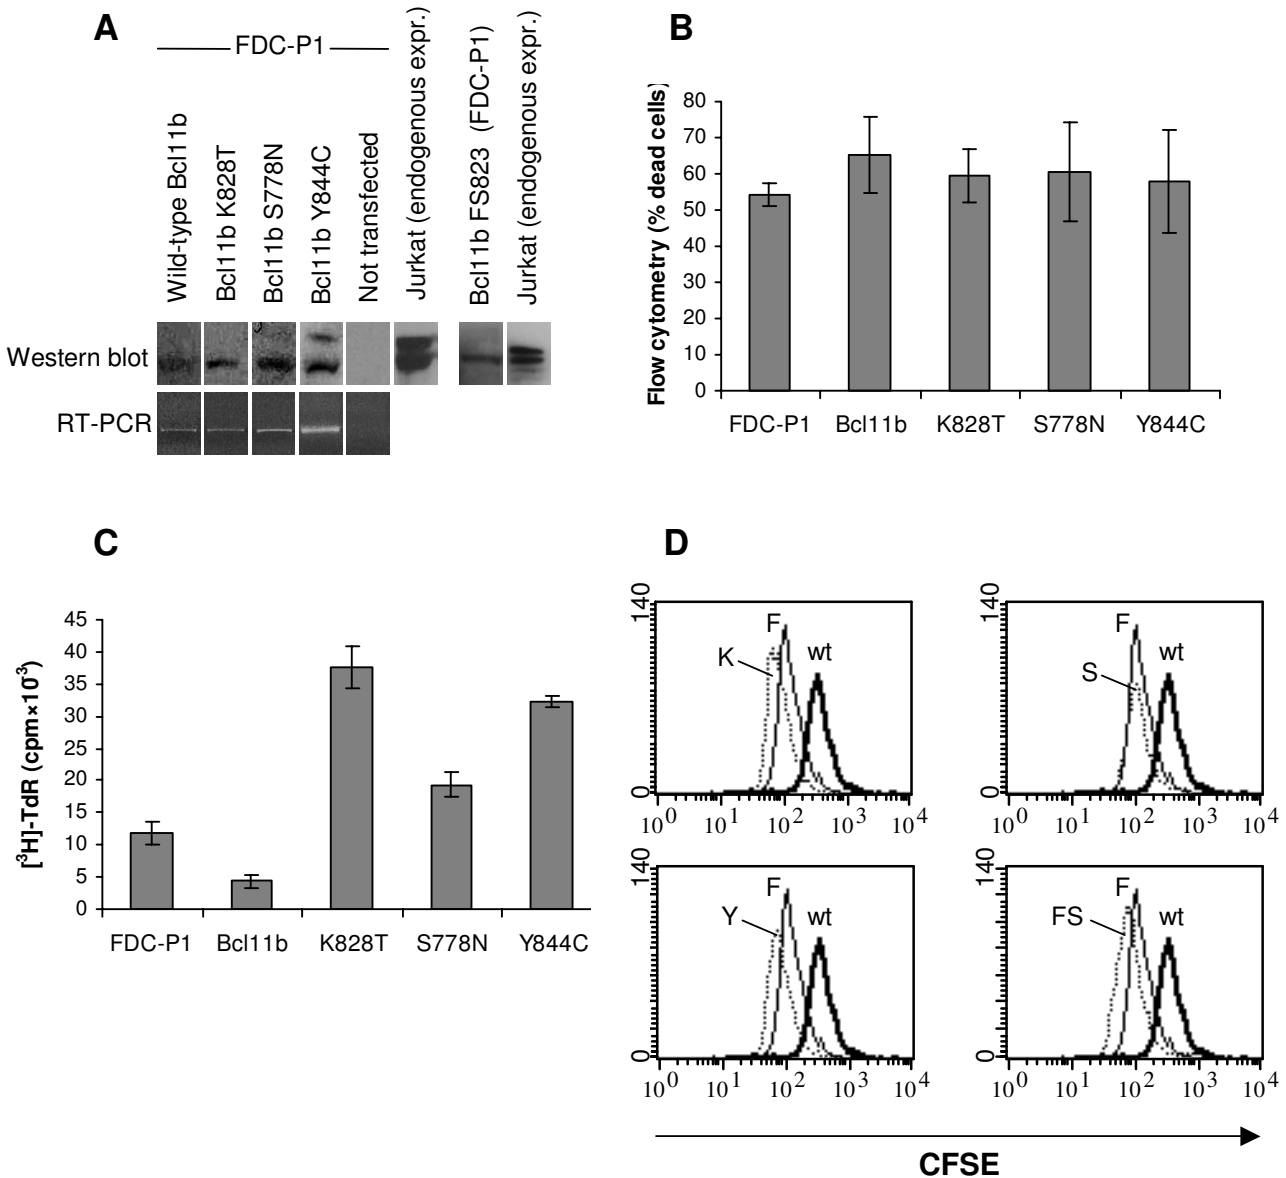 A
FDC-P1
Wild-type Bcl11b
Bcl11b K828T
Bcl11b S778N
Bcl11b Y844C
Not transfected
Jurkat (endogenous expr.)
Bcl11b FS823 (FDC-P1)
Jurkat (endogenous expr.)
Western blot
RT-PCR
B
Flow cytometry (% dead cells)
80
70
60
50
40
30
20
10
0
FDC-P1 Bcl11b K828T S778N Y844C
C
[³H]-TdR (cpm×10⁻³)
45
40
35
30
25
20
15
10
5
0
FDC-P1 Bcl11b K828T S778N Y844C
D
140
0
K F wt
10⁰ 10¹ 10² 10³ 10⁴
140
0
S F wt
10⁰ 10¹ 10² 10³ 10⁴
140
0
Y F wt
10⁰ 10¹ 10² 10³ 10⁴
140
0
FS F wt
10⁰ 10¹ 10² 10³ 10⁴
CFSE